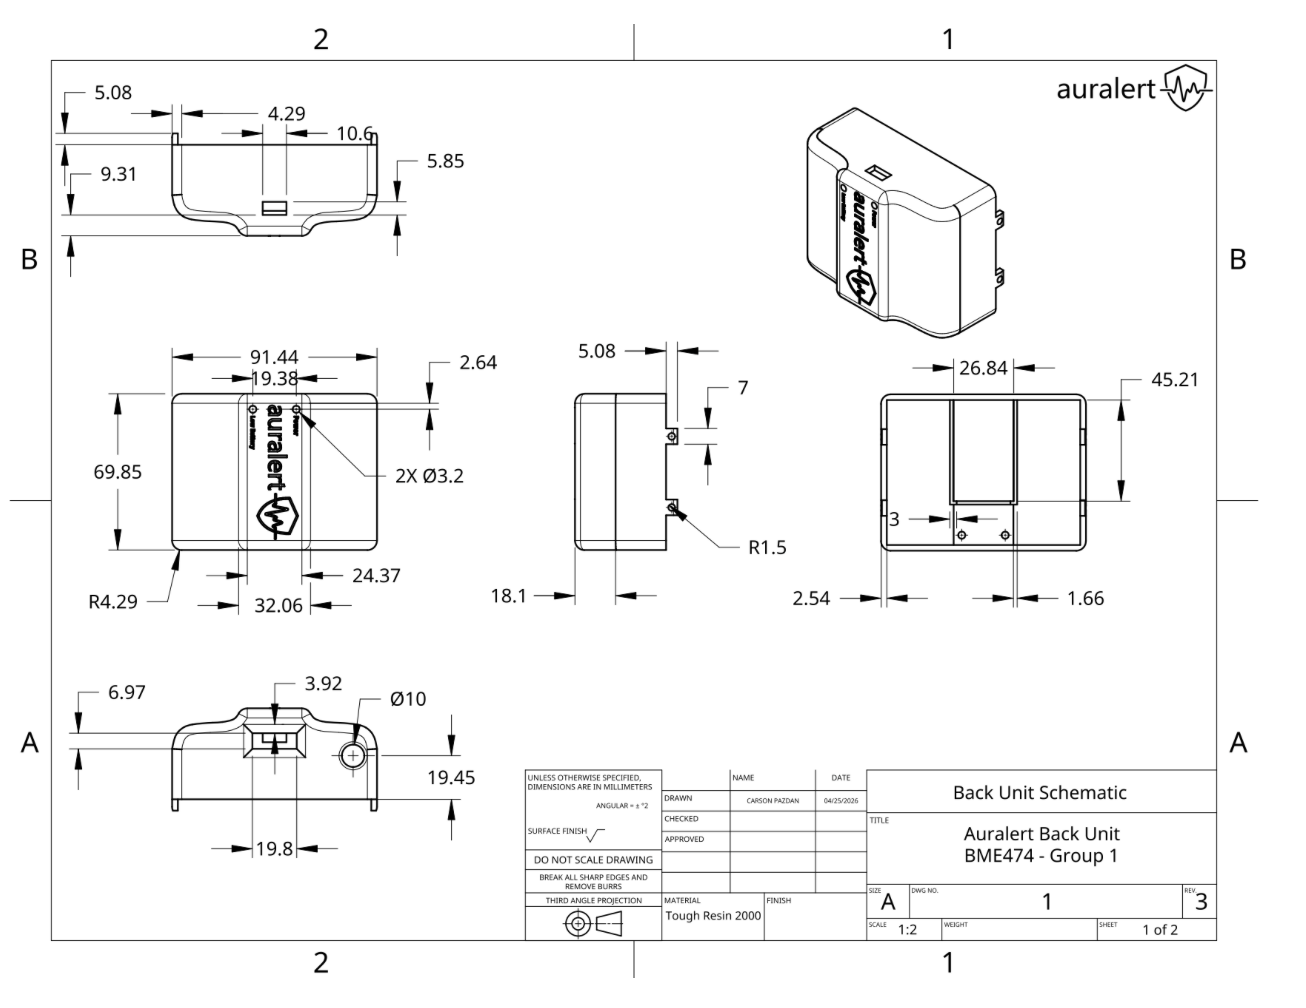 2
1
auralert
5.08
4.29
10.6
9.31
5.85
B
B
auralert
Low Battery
Power
91.44
19.38
2.64
69.85
auralert
Low Battery
Power
2X Ø3.2
R4.29
24.37
32.06
5.08
7
R1.5
18.1
26.84
45.21
3
2.54
1.66
6.97
3.92
Ø10
19.45
19.8
A
A
UNLESS OTHERWISE SPECIFIED,
DIMENSIONS ARE IN MILLIMETERS
ANGULAR = ± °2
SURFACE FINISH
DO NOT SCALE DRAWING
BREAK ALL SHARP EDGES AND
REMOVE BURRS
THIRD ANGLE PROJECTION
NAME
DATE
DRAWN
CARSON PAZDAN
04/25/2026
CHECKED
APPROVED
MATERIAL
Tough Resin 2000
FINISH
Back Unit Schematic
TITLE
Auralert Back Unit
BME474 - Group 1
SIZE
A
DWG NO.
1
REV.
3
SCALE
1:2
WEIGHT
SHEET
1 of 2
2
1